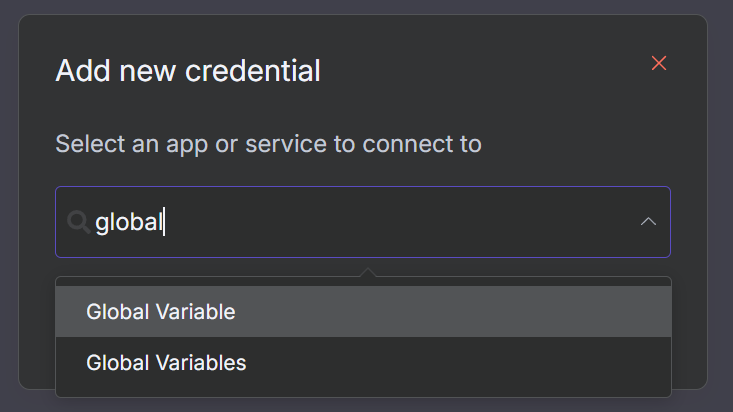 Add new credential
Select an app or service to connect to
global
Global Variable
Global Variables